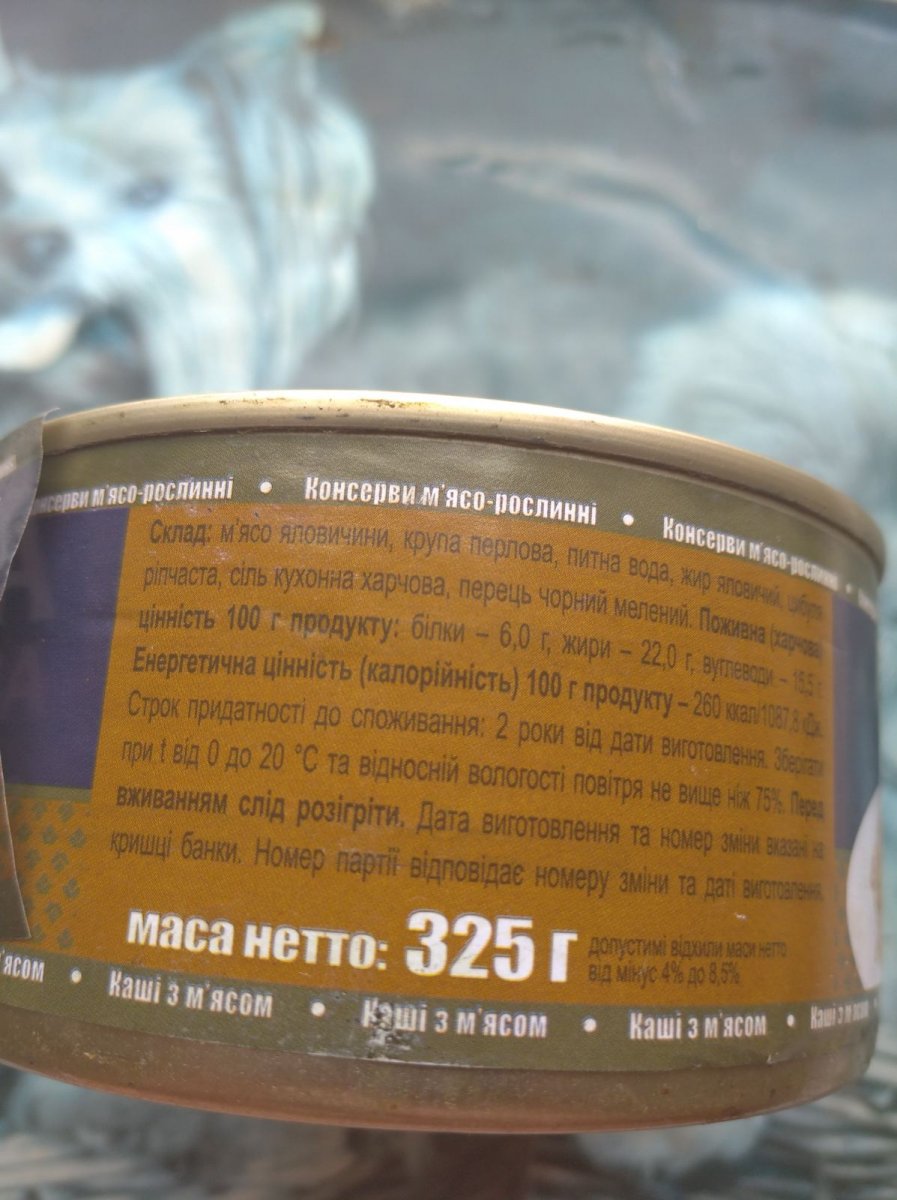 Консерви м'ясо-рослинні • Консерви м'ясо-рослинні • Консерви м'ясо-рослинні
Склад: м'ясо яловичини, крупа перлова, питна вода, жир яловичий, цибуля
ріпчаста, сіль кухонна харчова, перець чорний мелений. Поживна (харчова)
цінність 100 г продукту: білки – 6,0 г, жири – 22,0 г, вуглеводи – 15,5 г.
Енергетична цінність (калорійність) 100 г продукту – 260 ккал/1087,8 кДж.
Строк придатності до споживання: 2 роки від дати виготовлення. Зберігати
при t від 0 до 20 °С та відносній вологості повітря не вище ніж 75%. Перед
вживанням слід розігріти. Дата виготовлення та номер зміни вказані на
кришці банки. Номер партії відповідає номеру зміни та даті виготовлення.
маса нетто: 325 г
допустимі відхили маси нетто
від мінус 4% до 8,5%
м'ясом • Каші з м'ясом • Каші з м'ясом • Каші з м'ясом • Каші з м'ясом